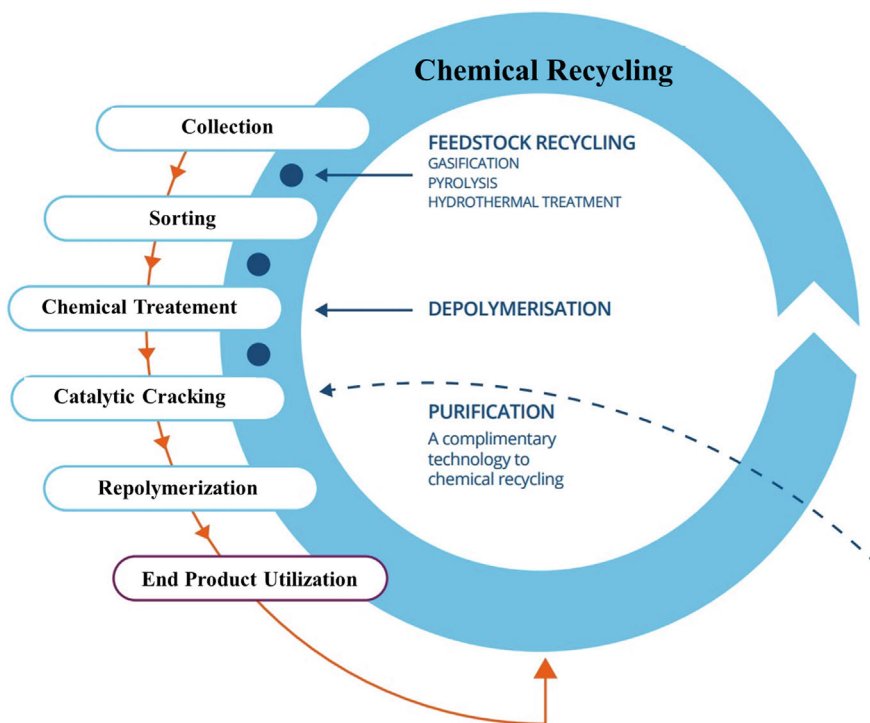 Chemical Recycling
Collection
Sorting
Chemical Treatement
Catalytic Cracking
Repolymerization
End Product Utilization
FEEDSTOCK RECYCLING
GASIFICATION
PYROLYSIS
HYDROTHERMAL TREATMENT
DEPOLYMERISATION
PURIFICATION
A complimentary
technology to
chemical recycling